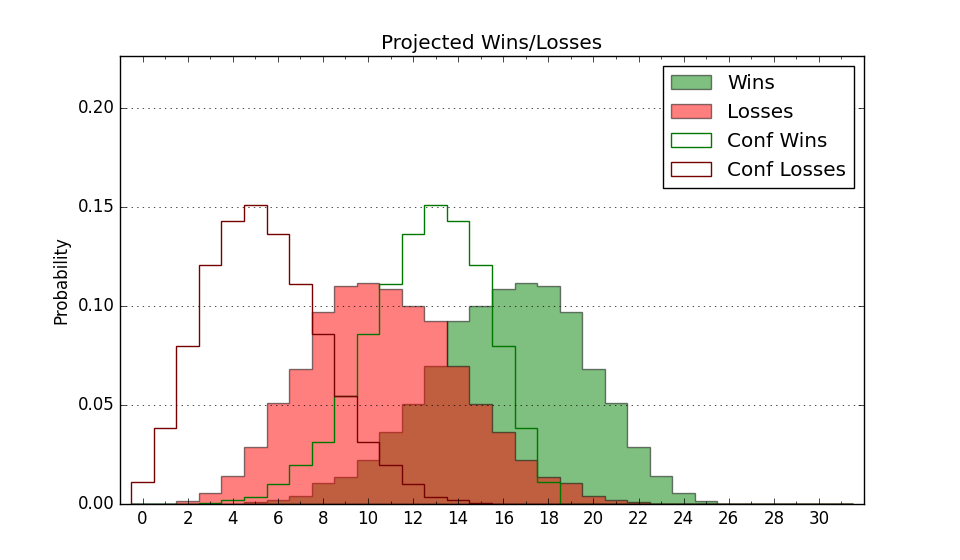 Projected Wins/Losses
Wins
Losses
Conf Wins
Conf Losses
Probability
0.20
0.15
0.10
0.05
0.00
0 2 4 6 8 10 12 14 16 18 20 22 24 26 28 30